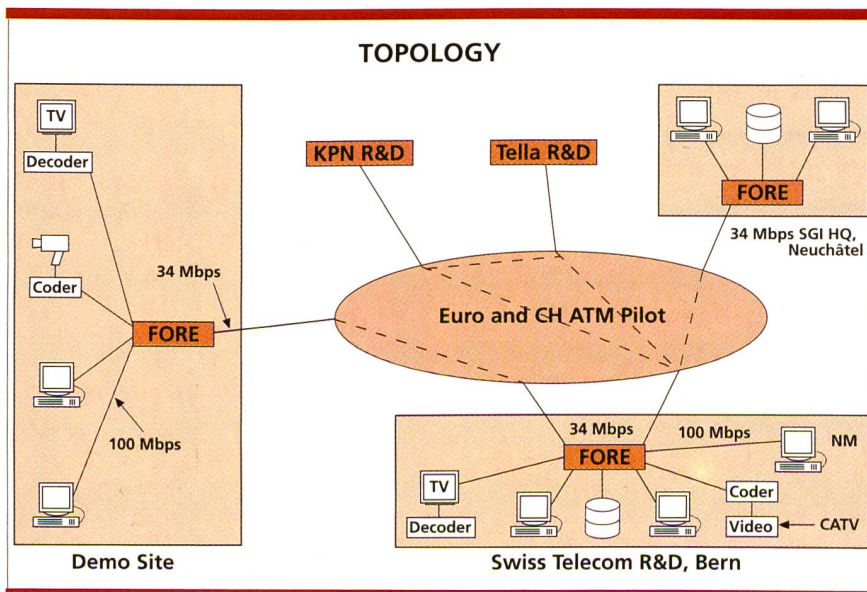 TOPOLOGY
TV
Decoder
Coder
34 Mbps
FORE
100 Mbps
Demo Site
KPN R&D
Tella R&D
Euro and CH ATM Pilot
FORE
34 Mbps SGI HQ,
Neuchâtel
34 Mbps
100 Mbps
NM
FORE
TV
Decoder
Coder
Video
CATV
Swiss Telecom R&D, Bern